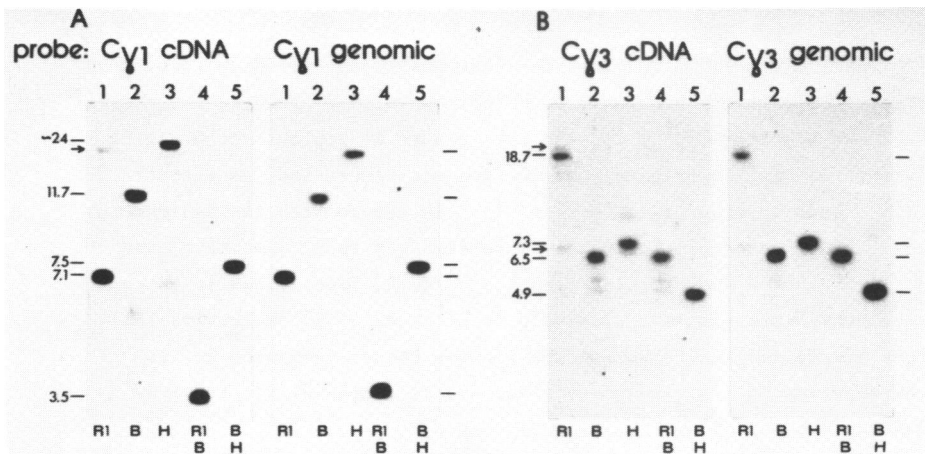 A
probe: Cγ1 cDNA Cγ1 genomic
1 2 3 4 5 1 2 3 4 5
~24
11.7
7.5
7.1
3.5
R1 B H R1 B R1 B H R1 B
B H B H
B
Cγ3 cDNA Cγ3 genomic
1 2 3 4 5 1 2 3 4 5
18.7
7.3
6.5
4.9
R1 B H R1 B R1 B H R1 B
B H B H